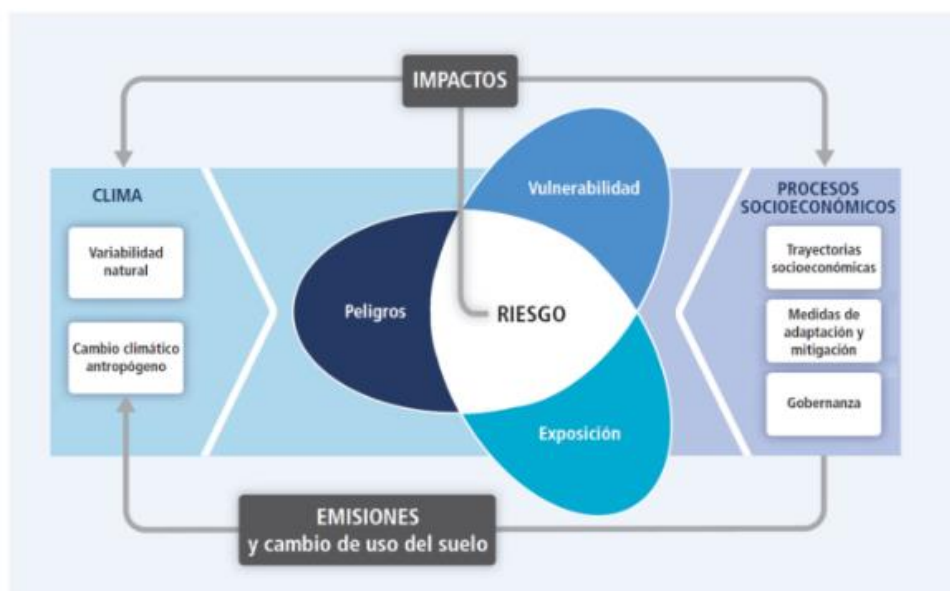 IMPACTOS
CLIMA
Variabilidad
natural
Cambio climático
antropógeno
Vulnerabilidad
Peligros
RIESGO
Exposición
PROCESOS
SOCIOECONÓMICOS
Trayectorias
socioeconómicas
Medidas de
adaptación y
mitigación
Gobernanza
EMISIONES
y cambio de uso del suelo